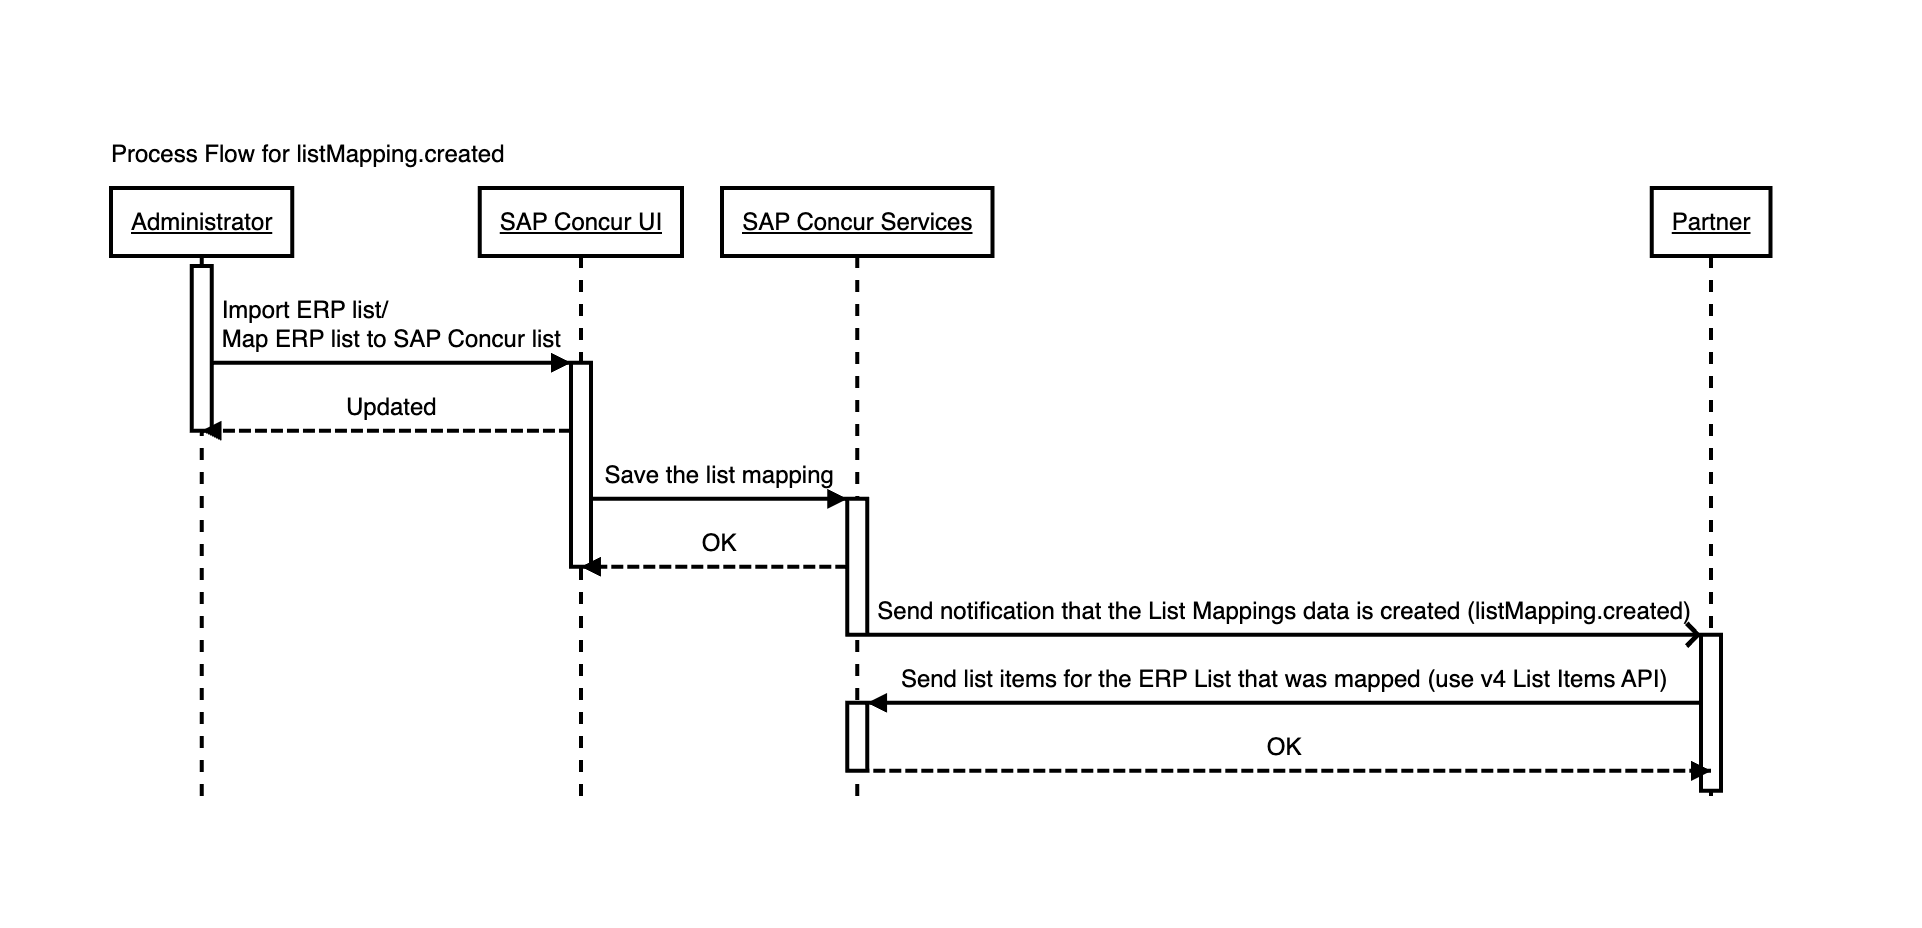 Process Flow for listMapping.created
Administrator
SAP Concur UI
SAP Concur Services
Partner
Import ERP list/
Map ERP list to SAP Concur list
Updated
Save the list mapping
OK
Send notification that the List Mappings data is created (listMapping.created)
Send list items for the ERP List that was mapped (use v4 List Items API)
OK